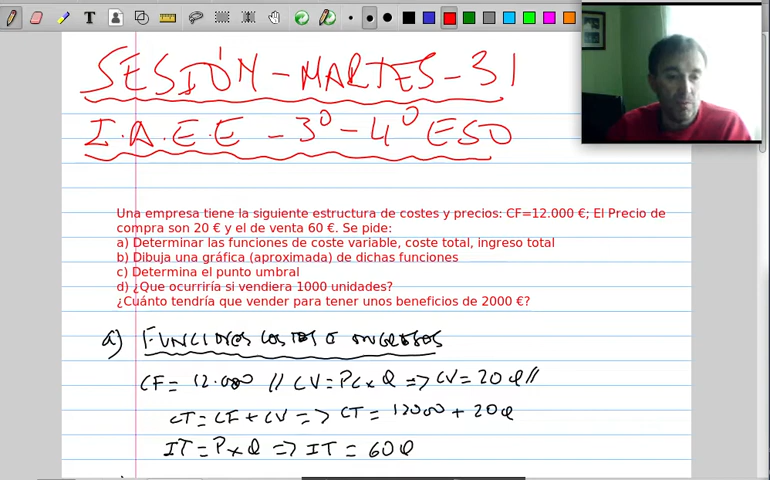 SESIÓN - MARTES - 31
I.A.E.E - 3º - 4º ESO
Una empresa tiene la siguiente estructura de costes y precios: CF=12.000 €; El Precio de
compra son 20 € y el de venta 60 €. Se pide:
a) Determinar las funciones de coste variable, coste total, ingreso total
b) Dibuja una gráfica (aproximada) de dichas funciones
c) Determina el punto umbral
d) ¿Que ocurriría si vendiera 1000 unidades?
¿Cuánto tendría que vender para tener unos beneficios de 2000 €?
a) FUNCIONES COSTES e INGRESOS
CF = 12.000 // CV = PC x Q => CV = 20Q //
CT = CF + CV => CT = 12000 + 20Q
IT = P x Q => IT = 60Q